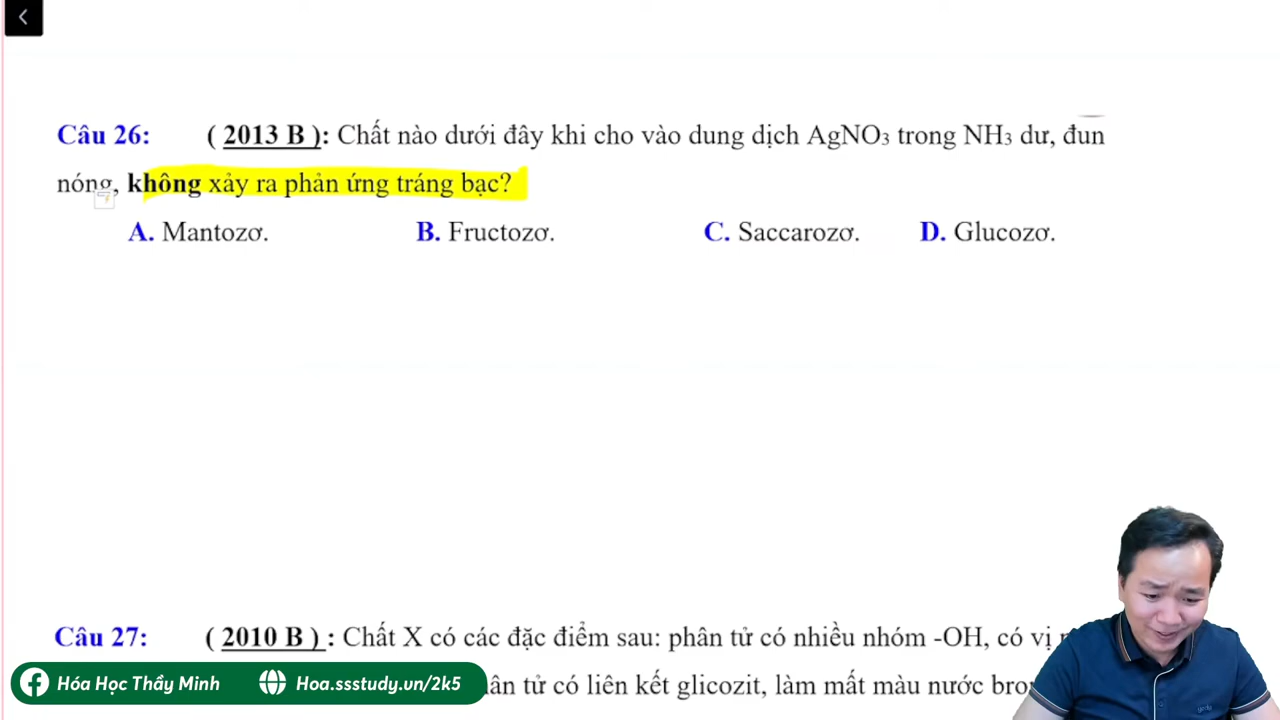 Câu 26: ( 2013 B ): Chất nào dưới đây khi cho vào dung dịch AgNO₃ trong NH₃ dư, đun
nóng, không xảy ra phản ứng tráng bạc?
A. Mantozơ. B. Fructozơ. C. Saccarozơ. D. Glucozơ.
Câu 27: ( 2010 B ) : Chất X có các đặc điểm sau: phân tử có nhiều nhóm -OH, có vị
tử có liên kết glicozit, làm mất màu nước
Hóa Học Thầy Minh Hoa.ssstudy.vn/2k5